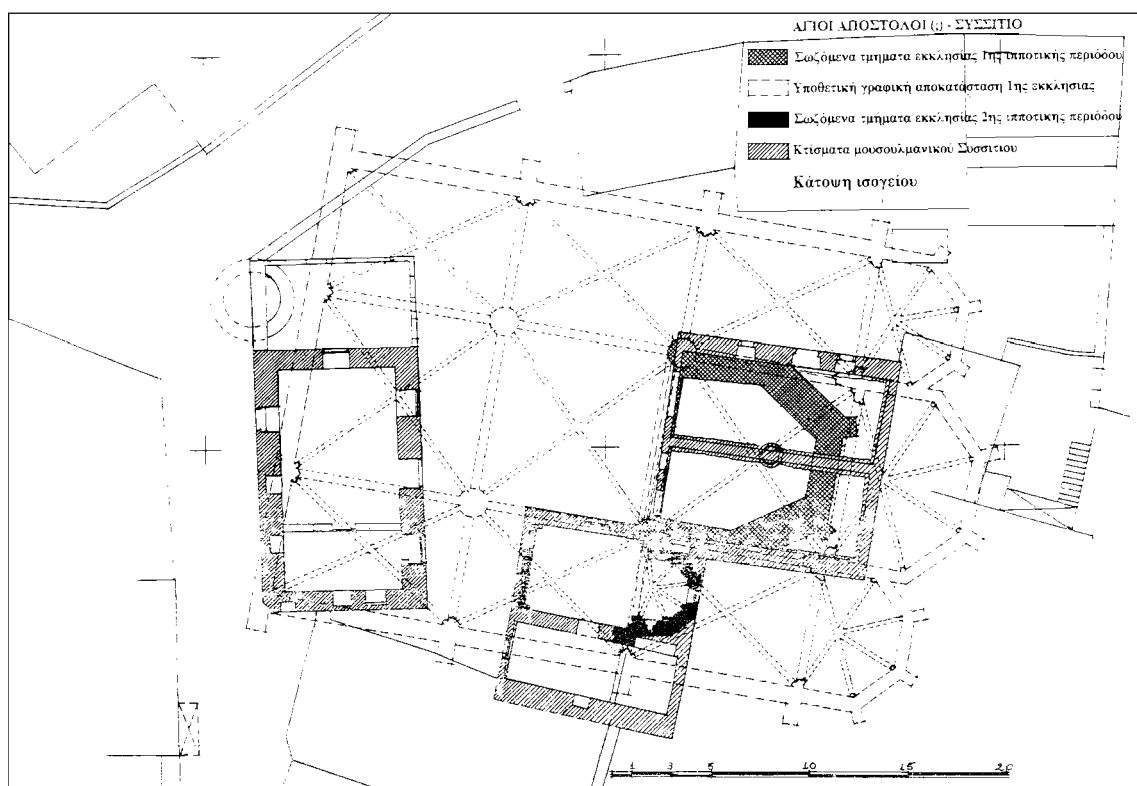 ΑΓΙΟΙ ΑΠΟΣΤΟΛΟΙ (;) - ΣΥΣΣΙΤΙΟ
Σωζόμενα τμήματα εκκλησίας 1ης ιπποτικής περιόδου
Υποθετική γραφική αποκατάσταση 1ης εκκλησίας
Σωζόμενα τμήματα εκκλησίας 2ης ιπποτικής περιόδου
Κτίσματα μουσουλμανικού Συσσιτίου
Κάτοψη ισογείου
1 3 5 10 15 20